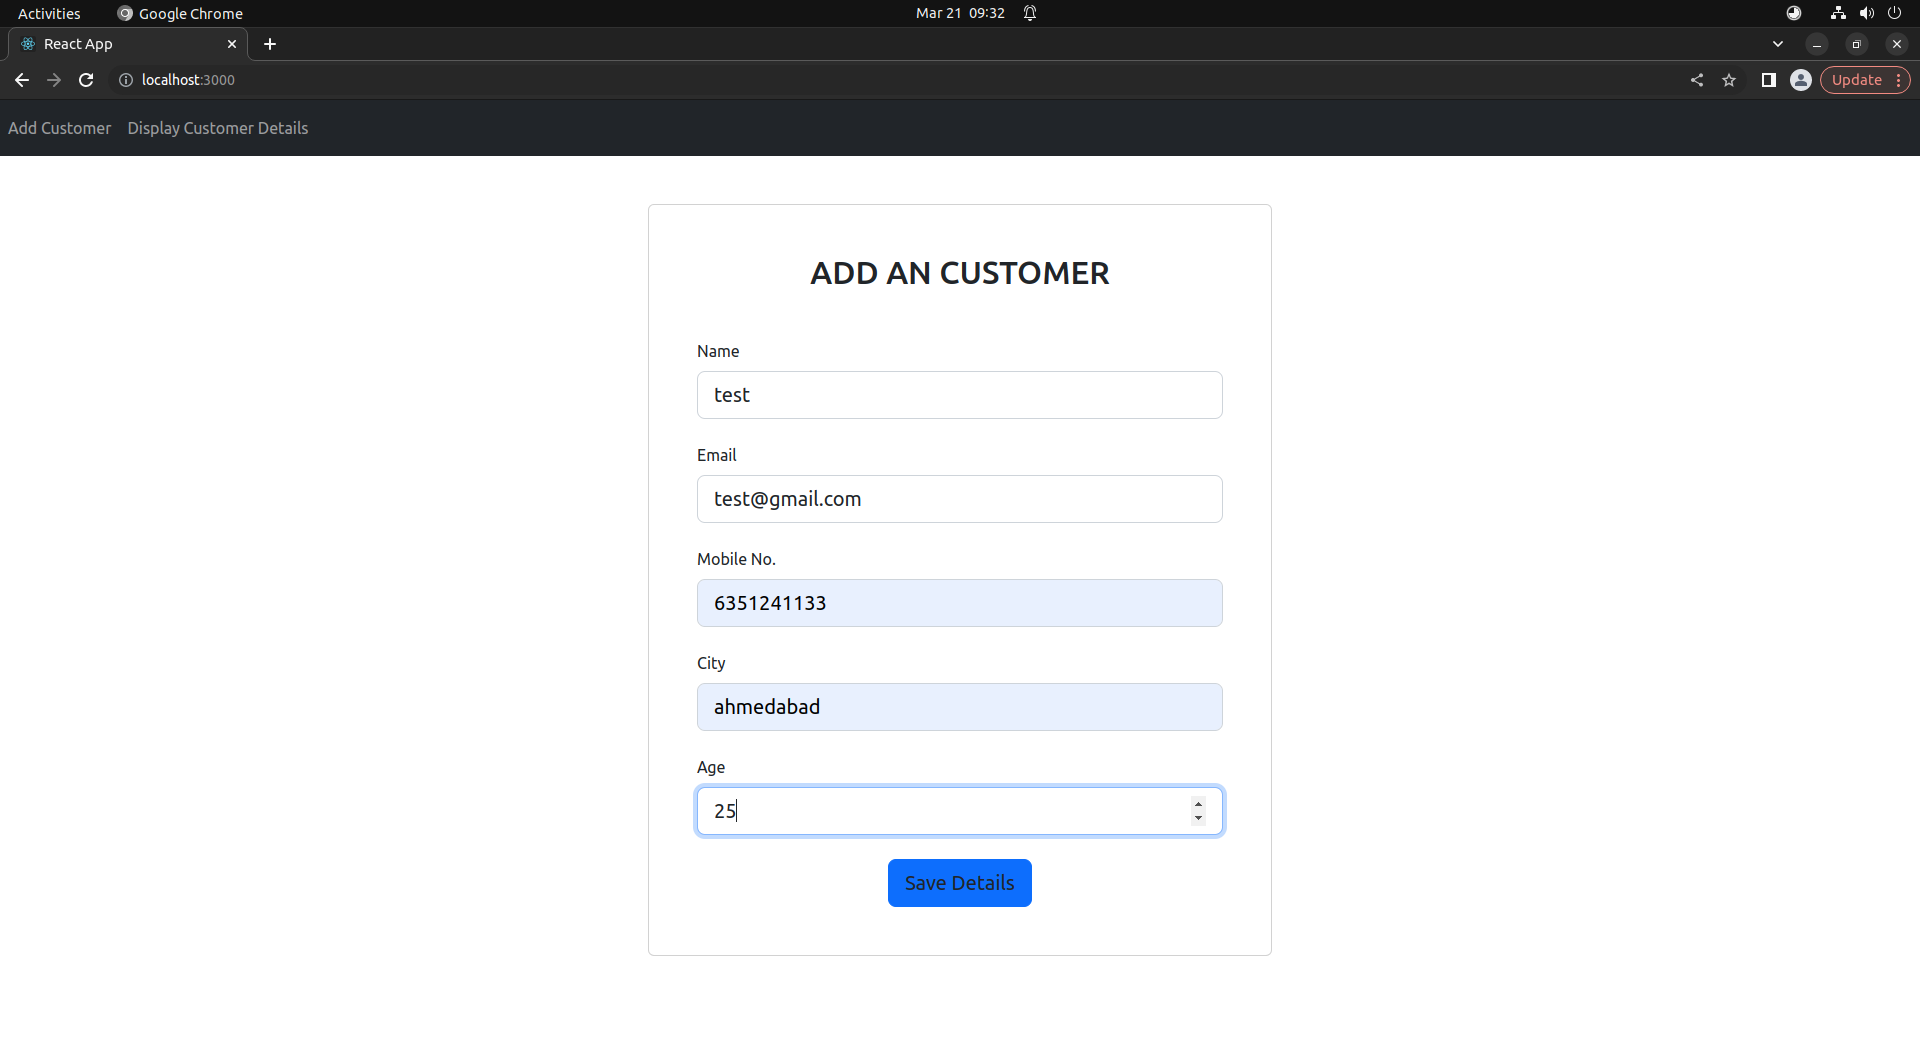 Activities Google Chrome Mar 21 09:32
React App
localhost:3000 Update
Add Customer Display Customer Details
ADD AN CUSTOMER
Name
test
Email
test@gmail.com
Mobile No.
6351241133
City
ahmedabad
Age
25
Save Details